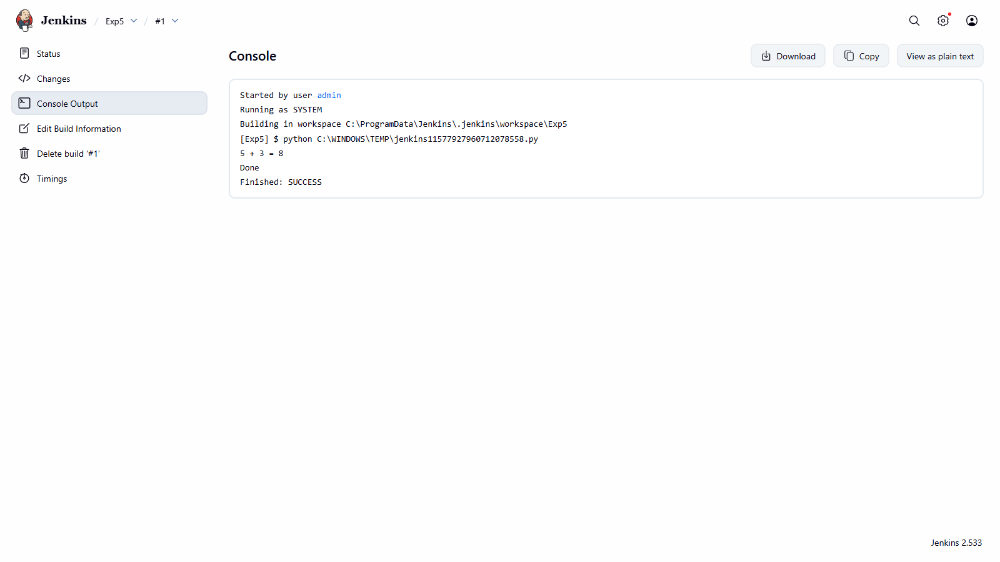 Jenkins / Exp5 / #1
Status
Changes
Console Output
Edit Build Information
Delete build ‘#1’
Timings
Console
Download
Copy
View as plain text
Started by user admin
Running as SYSTEM
Building in workspace C:\ProgramData\Jenkins\.jenkins\workspace\Exp5
[Exp5] $ python C:\WINDOWS\TEMP\jenkins11577927960712078558.py
5 + 3 = 8
Done
Finished: SUCCESS
Jenkins 2.533